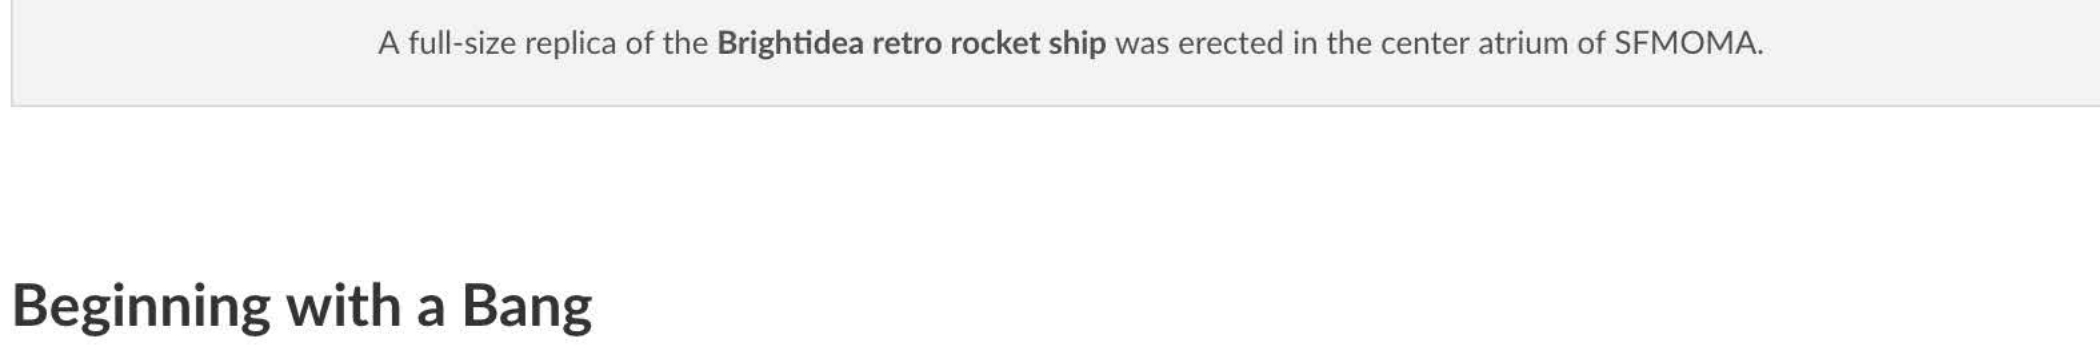 A full-size replica of the Brightidea retro rocket ship was erected in the center atrium of SFMOMA.
Beginning with a Bang